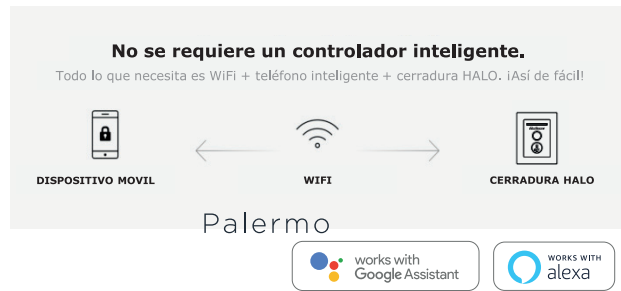 No se requiere un controlador inteligente.
Todo lo que necesita es WiFi + teléfono inteligente + cerradura HALO. ¡Así de fácil!
DISPOSITIVO MOVIL
WIFI
CERRADURA HALO
Palermo
works with
Google Assistant
WORKS WITH
alexa